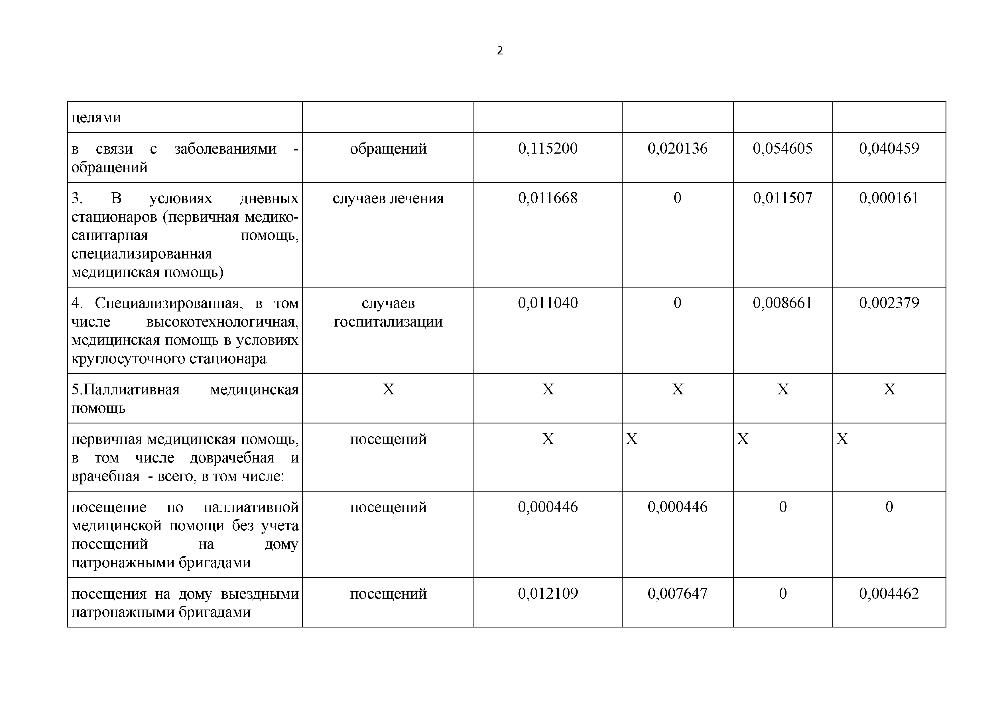 2
целями
в связи с заболеваниями - обращений 0,115200 0,020136 0,054605 0,040459
обращений
3. В условиях дневных случаев лечения 0,011668 0 0,011507 0,000161
стационаров (первичная медико-
санитарная помощь,
специализированная
медицинская помощь)
4. Специализированная, в том случаев 0,011040 0 0,008661 0,002379
числе высокотехнологичная, госпитализации
медицинская помощь в условиях
круглосуточного стационара
5.Паллиативная медицинская Х Х Х Х Х
помощь
первичная медицинская помощь, посещений Х Х Х Х
в том числе доврачебная и
врачебная - всего, в том числе:
посещение по паллиативной посещений 0,000446 0,000446 0 0
медицинской помощи без учета
посещений на дому
патронажными бригадами
посещения на дому выездными посещений 0,012109 0,007647 0 0,004462
патронажными бригадами